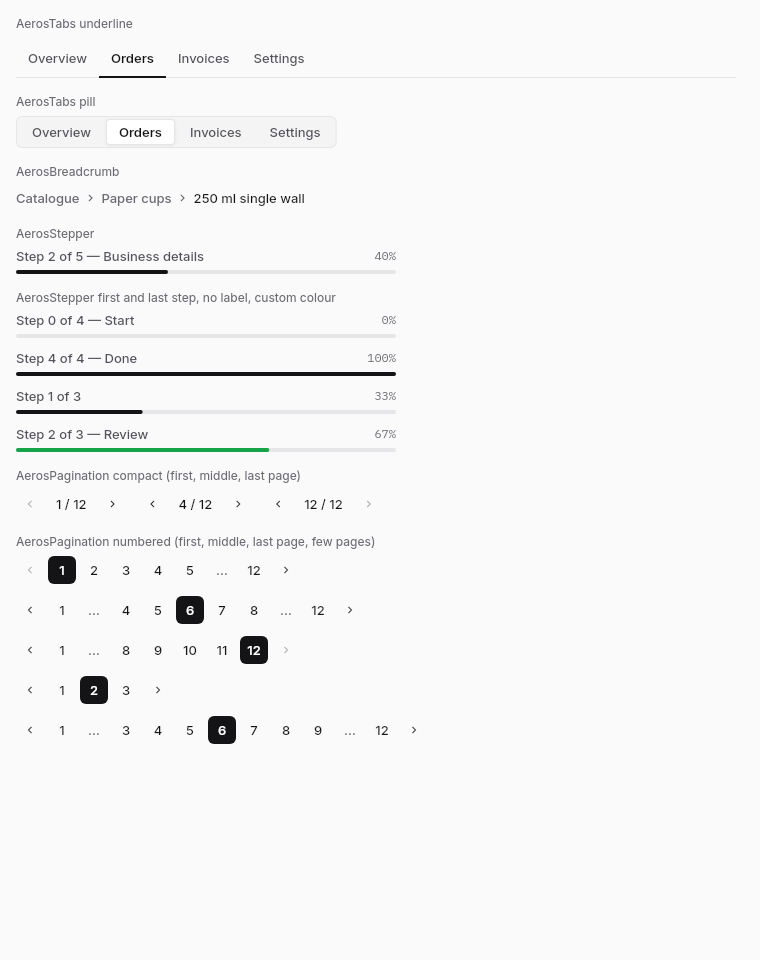 AerosTabs underline
Overview Orders Invoices Settings
AerosTabs pill
Overview Orders Invoices Settings
AerosBreadcrumb
Catalogue › Paper cups › 250 ml single wall
AerosStepper
Step 2 of 5 — Business details 40%
AerosStepper first and last step, no label, custom colour
Step 0 of 4 — Start 0%
Step 4 of 4 — Done 100%
Step 1 of 3 33%
Step 2 of 3 — Review 67%
AerosPagination compact (first, middle, last page)
‹ 1 / 12 › ‹ 4 / 12 › ‹ 12 / 12 ›
AerosPagination numbered (first, middle, last page, few pages)
‹ 1 2 3 4 5 … 12 ›
‹ 1 … 4 5 6 7 8 … 12 ›
‹ 1 … 8 9 10 11 12 ›
‹ 1 2 3 ›
‹ 1 … 3 4 5 6 7 8 9 … 12 ›